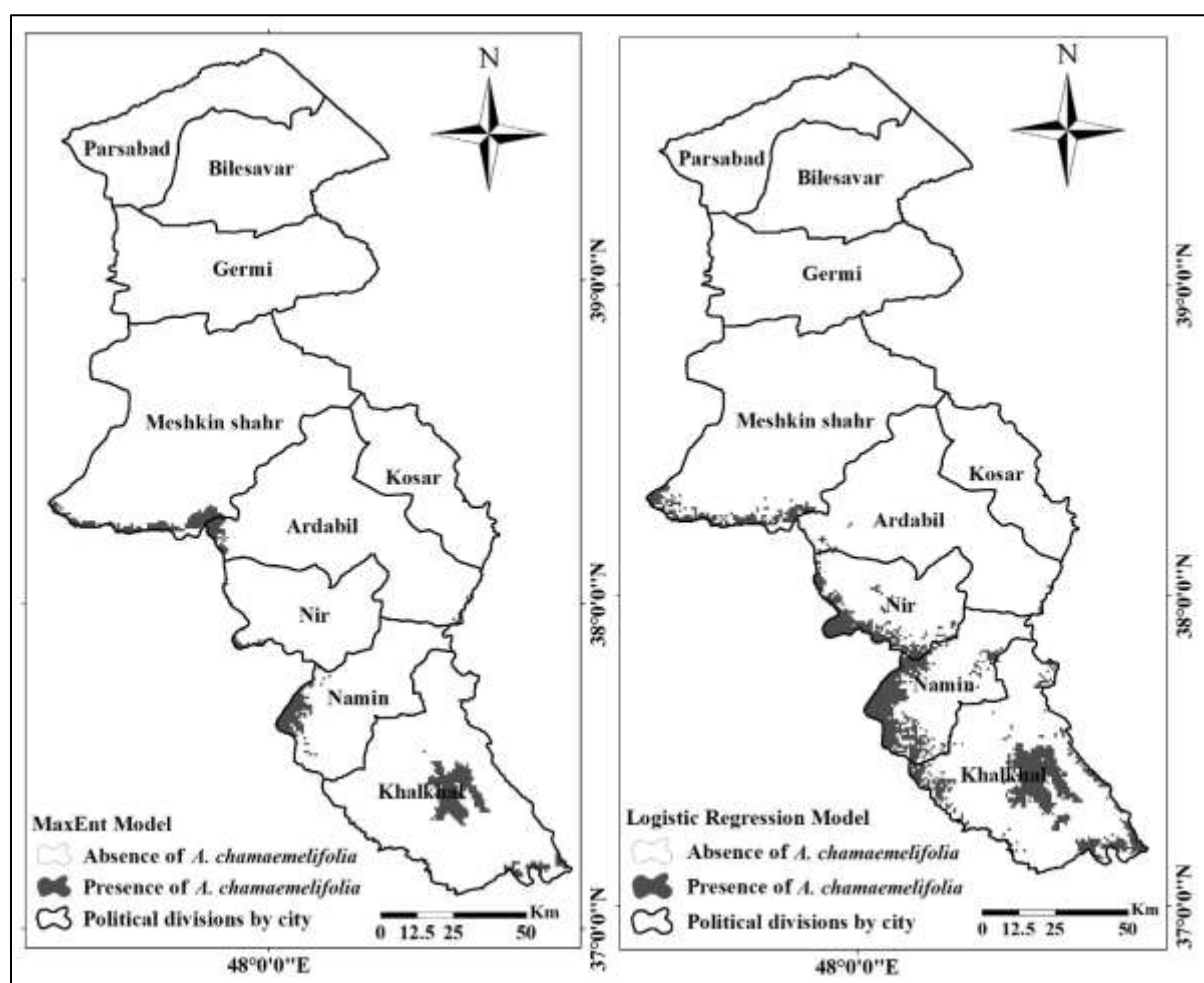 N
Parsabad
Bilesavar
Germi
39°0'0"N
Meshkin shahr
Kosar
Ardabil
Nir
38°0'0"N
Namin
Khalkhal
MaxEnt Model
Absence of A. chamaemelifolia
Presence of A. chamaemelifolia
Political divisions by city
Km
0 12.5 25 50
37°0'0"N
48°0'0"E
N
Parsabad
Bilesavar
Germi
39°0'0"N
Meshkin shahr
Kosar
Ardabil
38°0'0"N
Nir
Namin
Khalkhal
Logistic Regression Model
Absence of A. chamaemelifolia
Presence of A. chamaemelifolia
Political divisions by city
Km
0 12.5 25 50
37°0'0"N
48°0'0"E